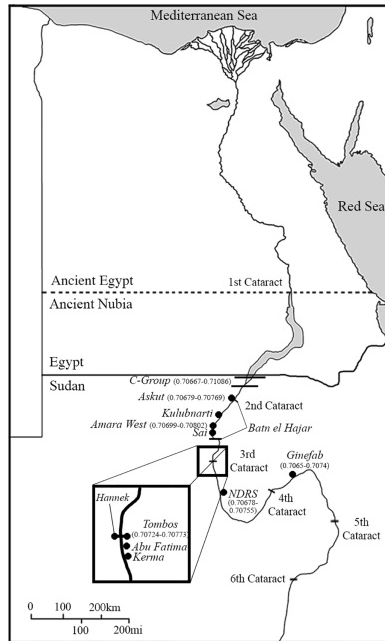 Mediterranean Sea
Red Sea
Ancient Egypt
1st Cataract
Ancient Nubia
Egypt
Sudan
C-Group (0.70667-0.71086)
Askut (0.70679-0.70769)
2nd Cataract
Kulubnarti
Amara West (0.70699-0.70802)
Batn el Hajar
Sai
3rd
Cataract
Ginefab
(0.7065-0.7074)
NDRS
(0.70678-
0.70755)
4th
Cataract
5th
Cataract
Hannek
Tombos
(0.70724-0.70773)
Abu Fatima
Kerma
6th Cataract
0 100 200km
0 100 200mi